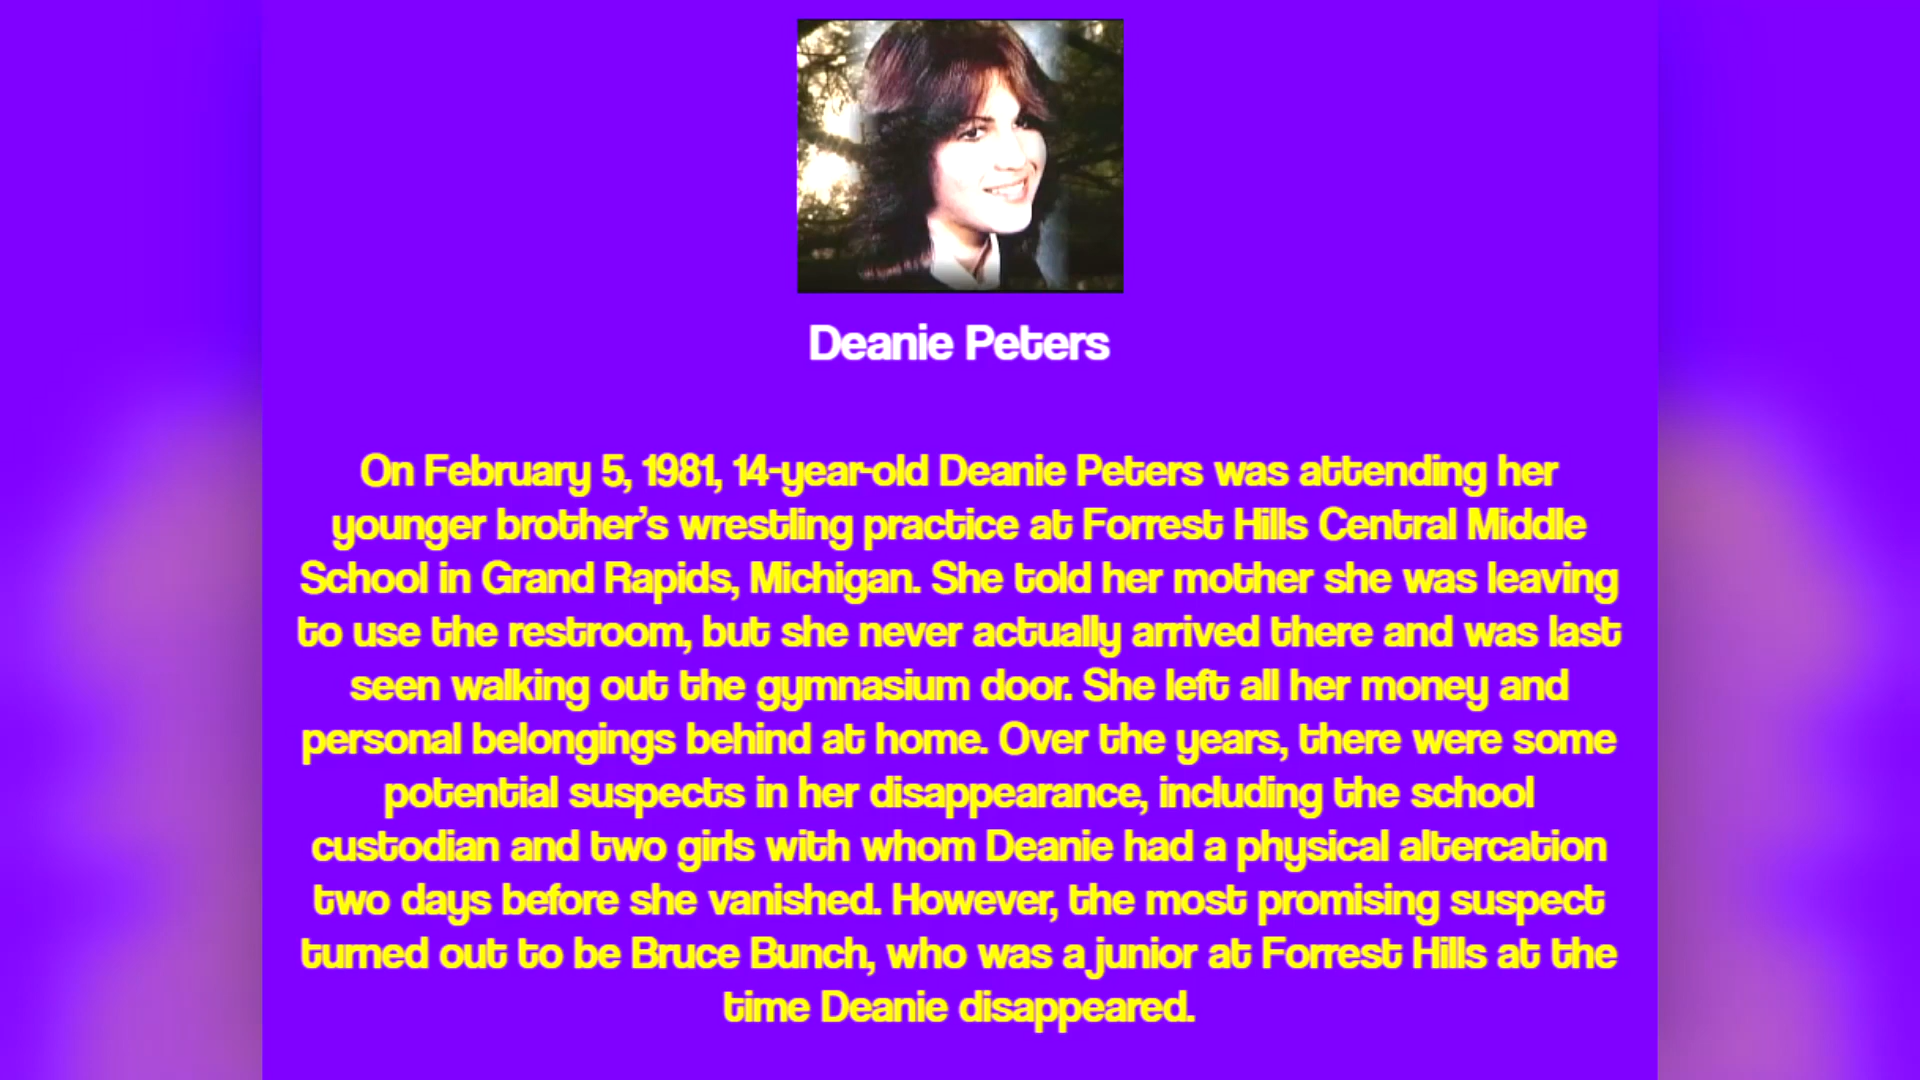 Deanie Peters
On February 5, 1981, 14-year-old Deanie Peters was attending her
younger brother's wrestling practice at Forrest Hills Central Middle
School in Grand Rapids, Michigan. She told her mother she was leaving
to use the restroom, but she never actually arrived there and was last
seen walking out the gymnasium door. She left all her money and
personal belongings behind at home. Over the years, there were some
potential suspects in her disappearance, including the school
custodian and two girls with whom Deanie had a physical altercation
two days before she vanished. However, the most promising suspect
turned out to be Bruce Bunch, who was a junior at Forrest Hills at the
time Deanie disappeared.